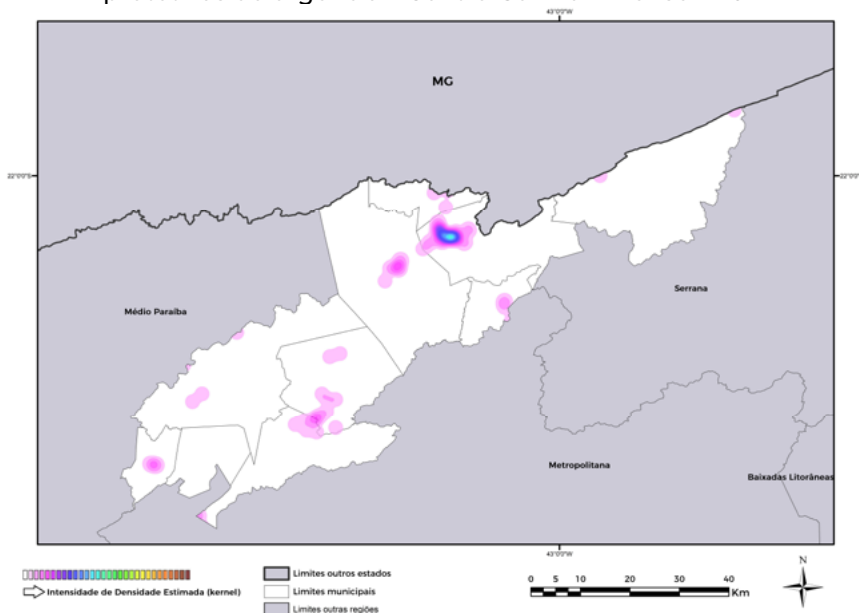 43°0'0"W
MG
22°0'0"S
22°0'0"S
Serrana
Médio Paraíba
Metropolitana
Baixadas Litorâneas
43°0'0"W
N
Intensidade de Densidade Estimada (kernel)
Limites outros estados
Limites municipais
Limites outras regiões
0 5 10 20 30 40
Km